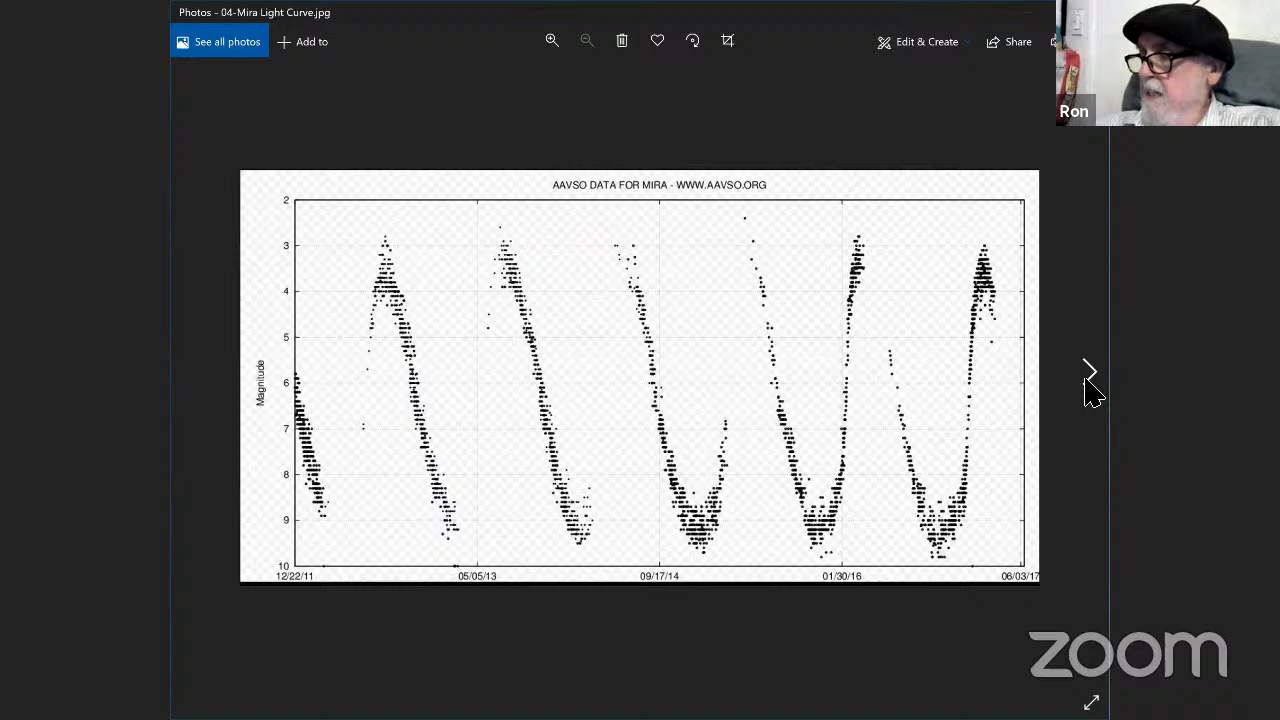 Photos - 04-Mira Light Curve.jpg
See all photos
Add to
Edit & Create
Share
Ron
AAVSO DATA FOR MIRA - WWW.AAVSO.ORG
Magnitude
2
3
4
5
6
7
8
9
10
12/22/11 05/05/13 09/17/14 01/30/16 06/03/17
zoom